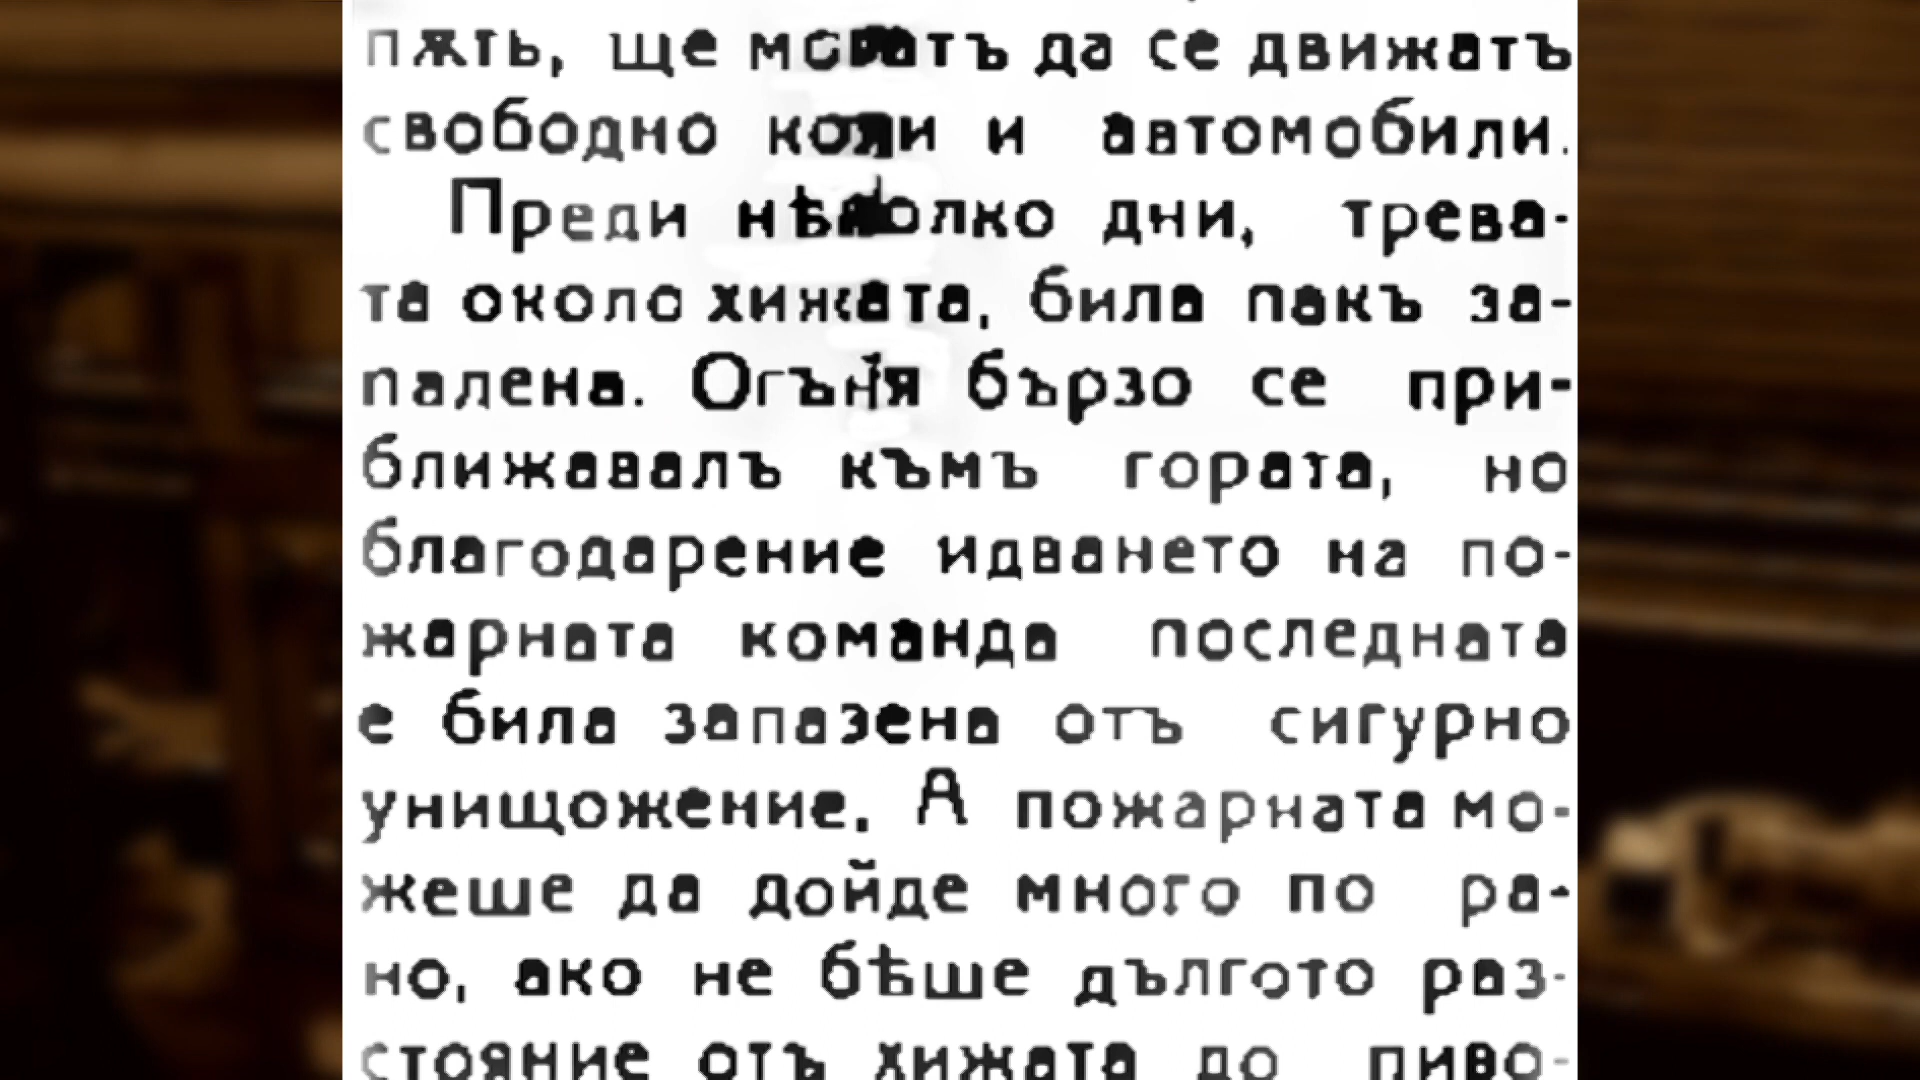 пѫть, ще могатъ да се движатъ
свободно коли и автомобили.
Преди нѣколко дни, трева-
та около хижата, била пакъ за-
палена. Огъня бързо се при-
ближавалъ къмъ гората, но
благодарение идването на по-
жарната команда последната
е била запазена отъ сигурно
унищожение. А пожарната мо-
жеше да дойде много по ра-
но, ако не бѣше дългото раз-
стояние отъ хижата до пиво-